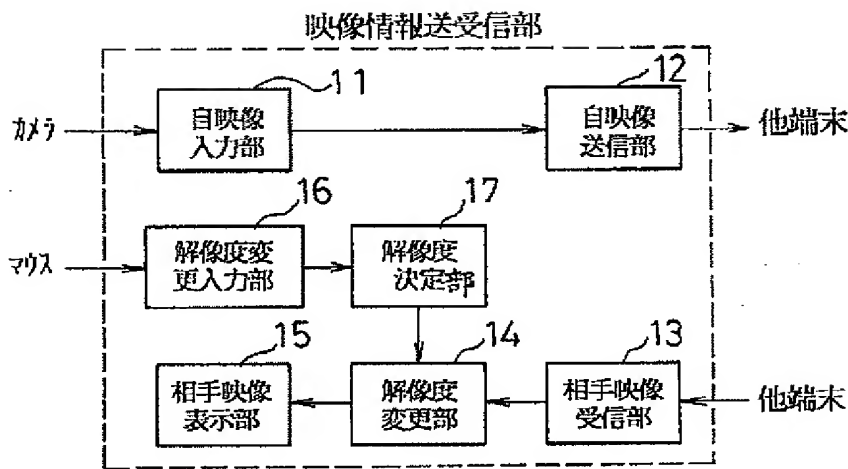 映像情報送受信部
11
12
カメラ
自映像
入力部
自映像
送信部
他端末
16
17
マウス
解像度変
更入力部
解像度
決定部
15
14
13
相手映像
表示部
解像度
変更部
相手映像
受信部
他端末